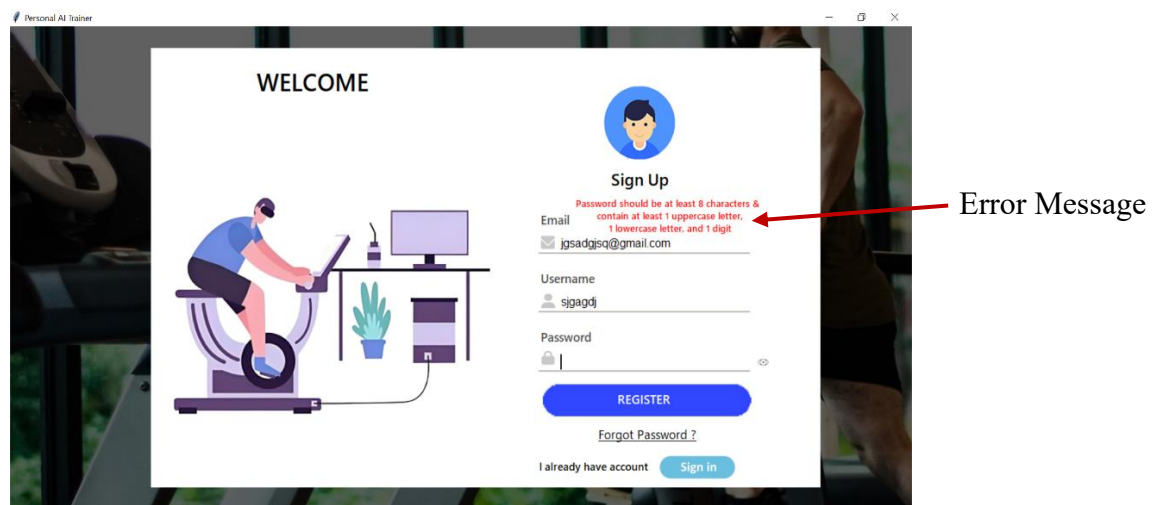 Personal AI Trainer
WELCOME
Sign Up
Password should be at least 8 characters &
contain at least 1 uppercase letter,
1 lowercase letter, and 1 digit
Error Message
Email
jgsadgjsq@gmail.com
Username
sjgagdj
Password
REGISTER
Forgot Password ?
I already have account
Sign in